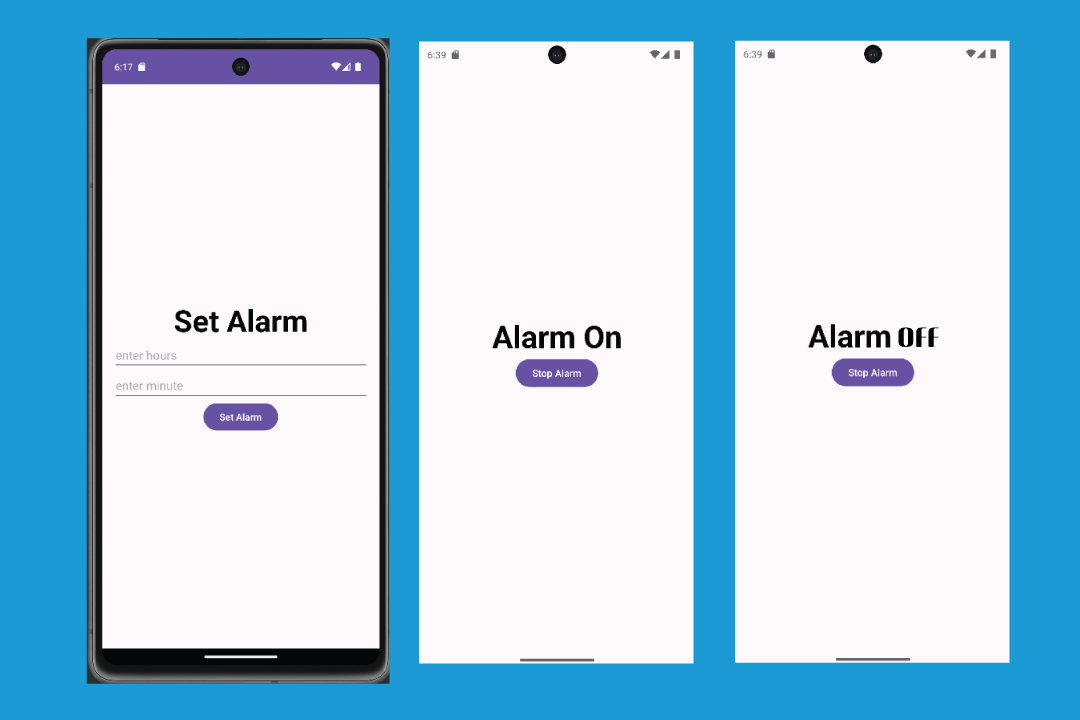 6:17
Set Alarm
enter hours
enter minute
Set Alarm
6:39
Alarm On
Stop Alarm
6:39
Alarm OFF
Stop Alarm